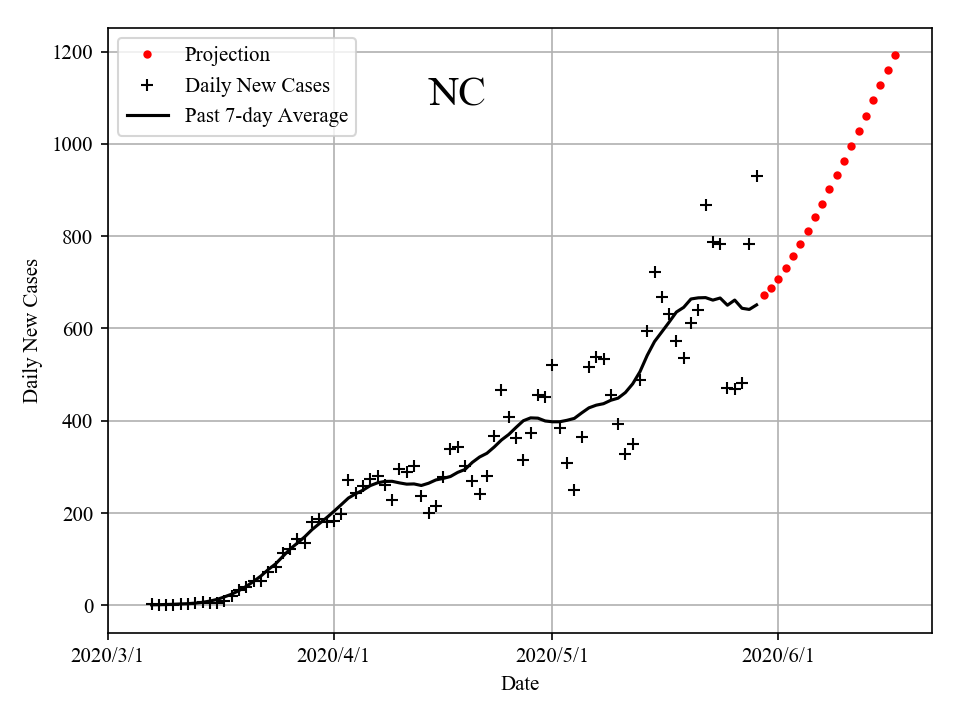 Projection
Daily New Cases
Past 7-day Average
NC
1200
1000
800
600
400
200
0
Daily New Cases
2020/3/1 2020/4/1 2020/5/1 2020/6/1
Date